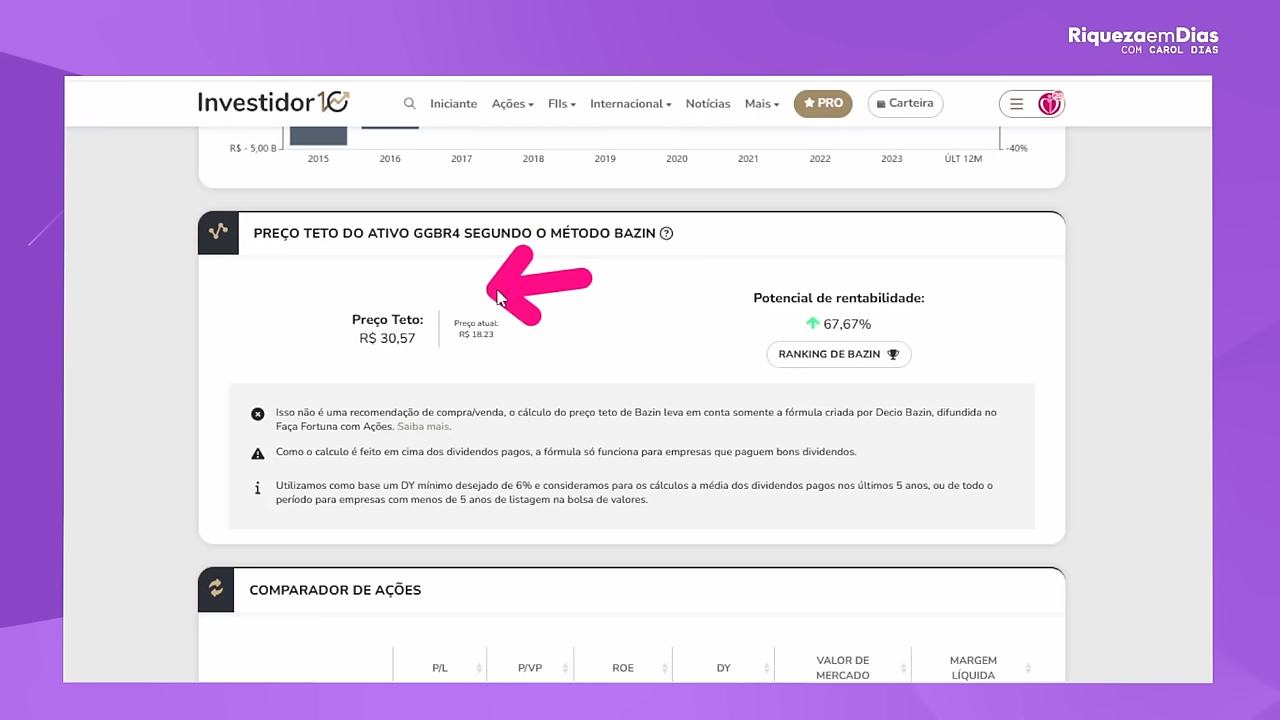 RiquezaemDias
COM CAROL DIAS
Investidor10
Iniciante Ações FIIs Internacional Notícias Mais PRO Carteira
R$ - 5,00 B
-40%
2015 2016 2017 2018 2019 2020 2021 2022 2023 ÚLT 12M
PREÇO TETO DO ATIVO GGBR4 SEGUNDO O MÉTODO BAZIN ?
Preço Teto:
R$ 30,57
Preço atual:
R$ 18.23
Potencial de rentabilidade:
67,67%
RANKING DE BAZIN
Isso não é uma recomendação de compra/venda, o cálculo do preço teto de Bazin leva em conta somente a fórmula criada por Decio Bazin, difundida no
Faça Fortuna com Ações. Saiba mais.
Como o calculo é feito em cima dos dividendos pagos, a fórmula só funciona para empresas que paguem bons dividendos.
Utilizamos como base um DY mínimo desejado de 6% e consideramos para os cálculos a média dos dividendos pagos nos últimos 5 anos, ou de todo o
período para empresas com menos de 5 anos de listagem na bolsa de valores.
COMPARADOR DE AÇÕES
P/L P/VP ROE DY VALOR DE MERCADO MARGEM LÍQUIDA